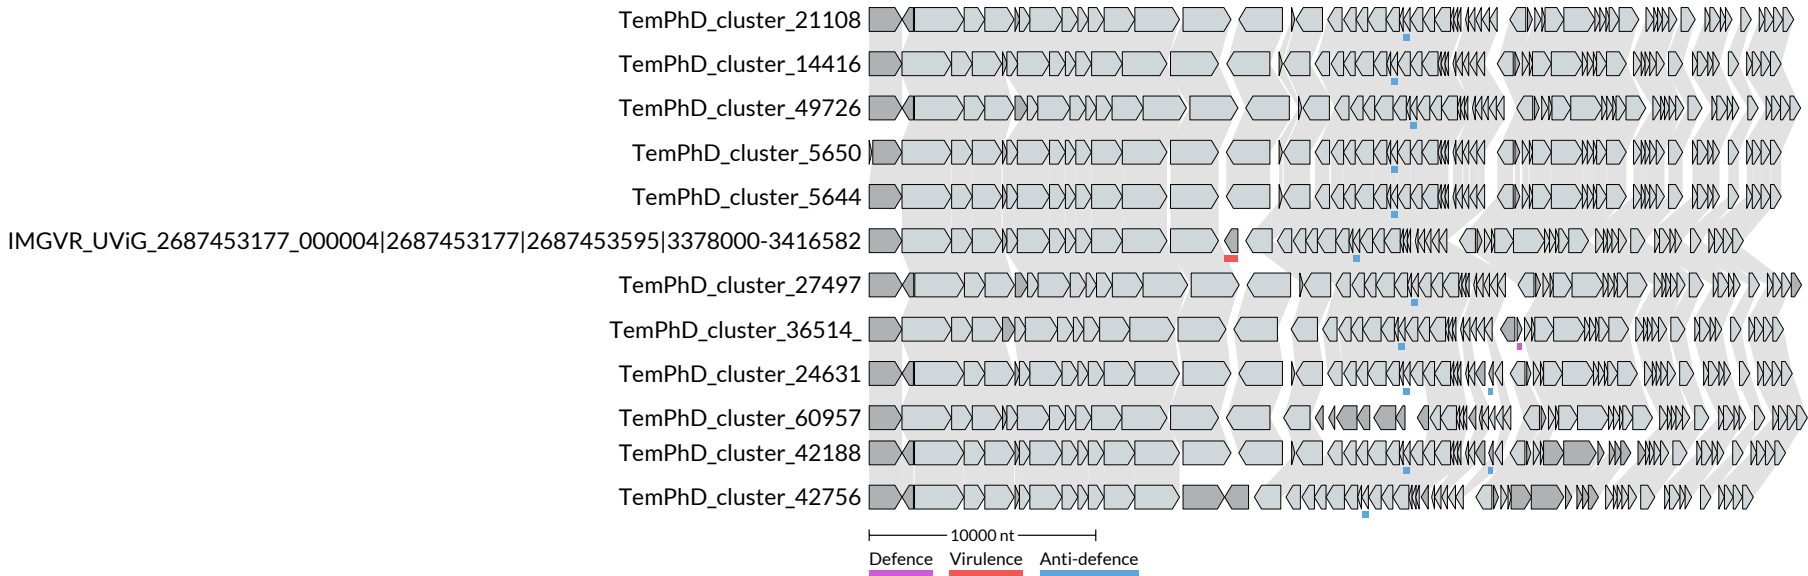 TemPhD_cluster_21108
TemPhD_cluster_14416
TemPhD_cluster_49726
TemPhD_cluster_5650
TemPhD_cluster_5644
IMGVR_UViG_2687453177_000004|2687453177|2687453595|3378000-3416582
TemPhD_cluster_27497
TemPhD_cluster_36514_
TemPhD_cluster_24631
TemPhD_cluster_60957
TemPhD_cluster_42188
TemPhD_cluster_42756
10000 nt
Defence Virulence Anti-defence